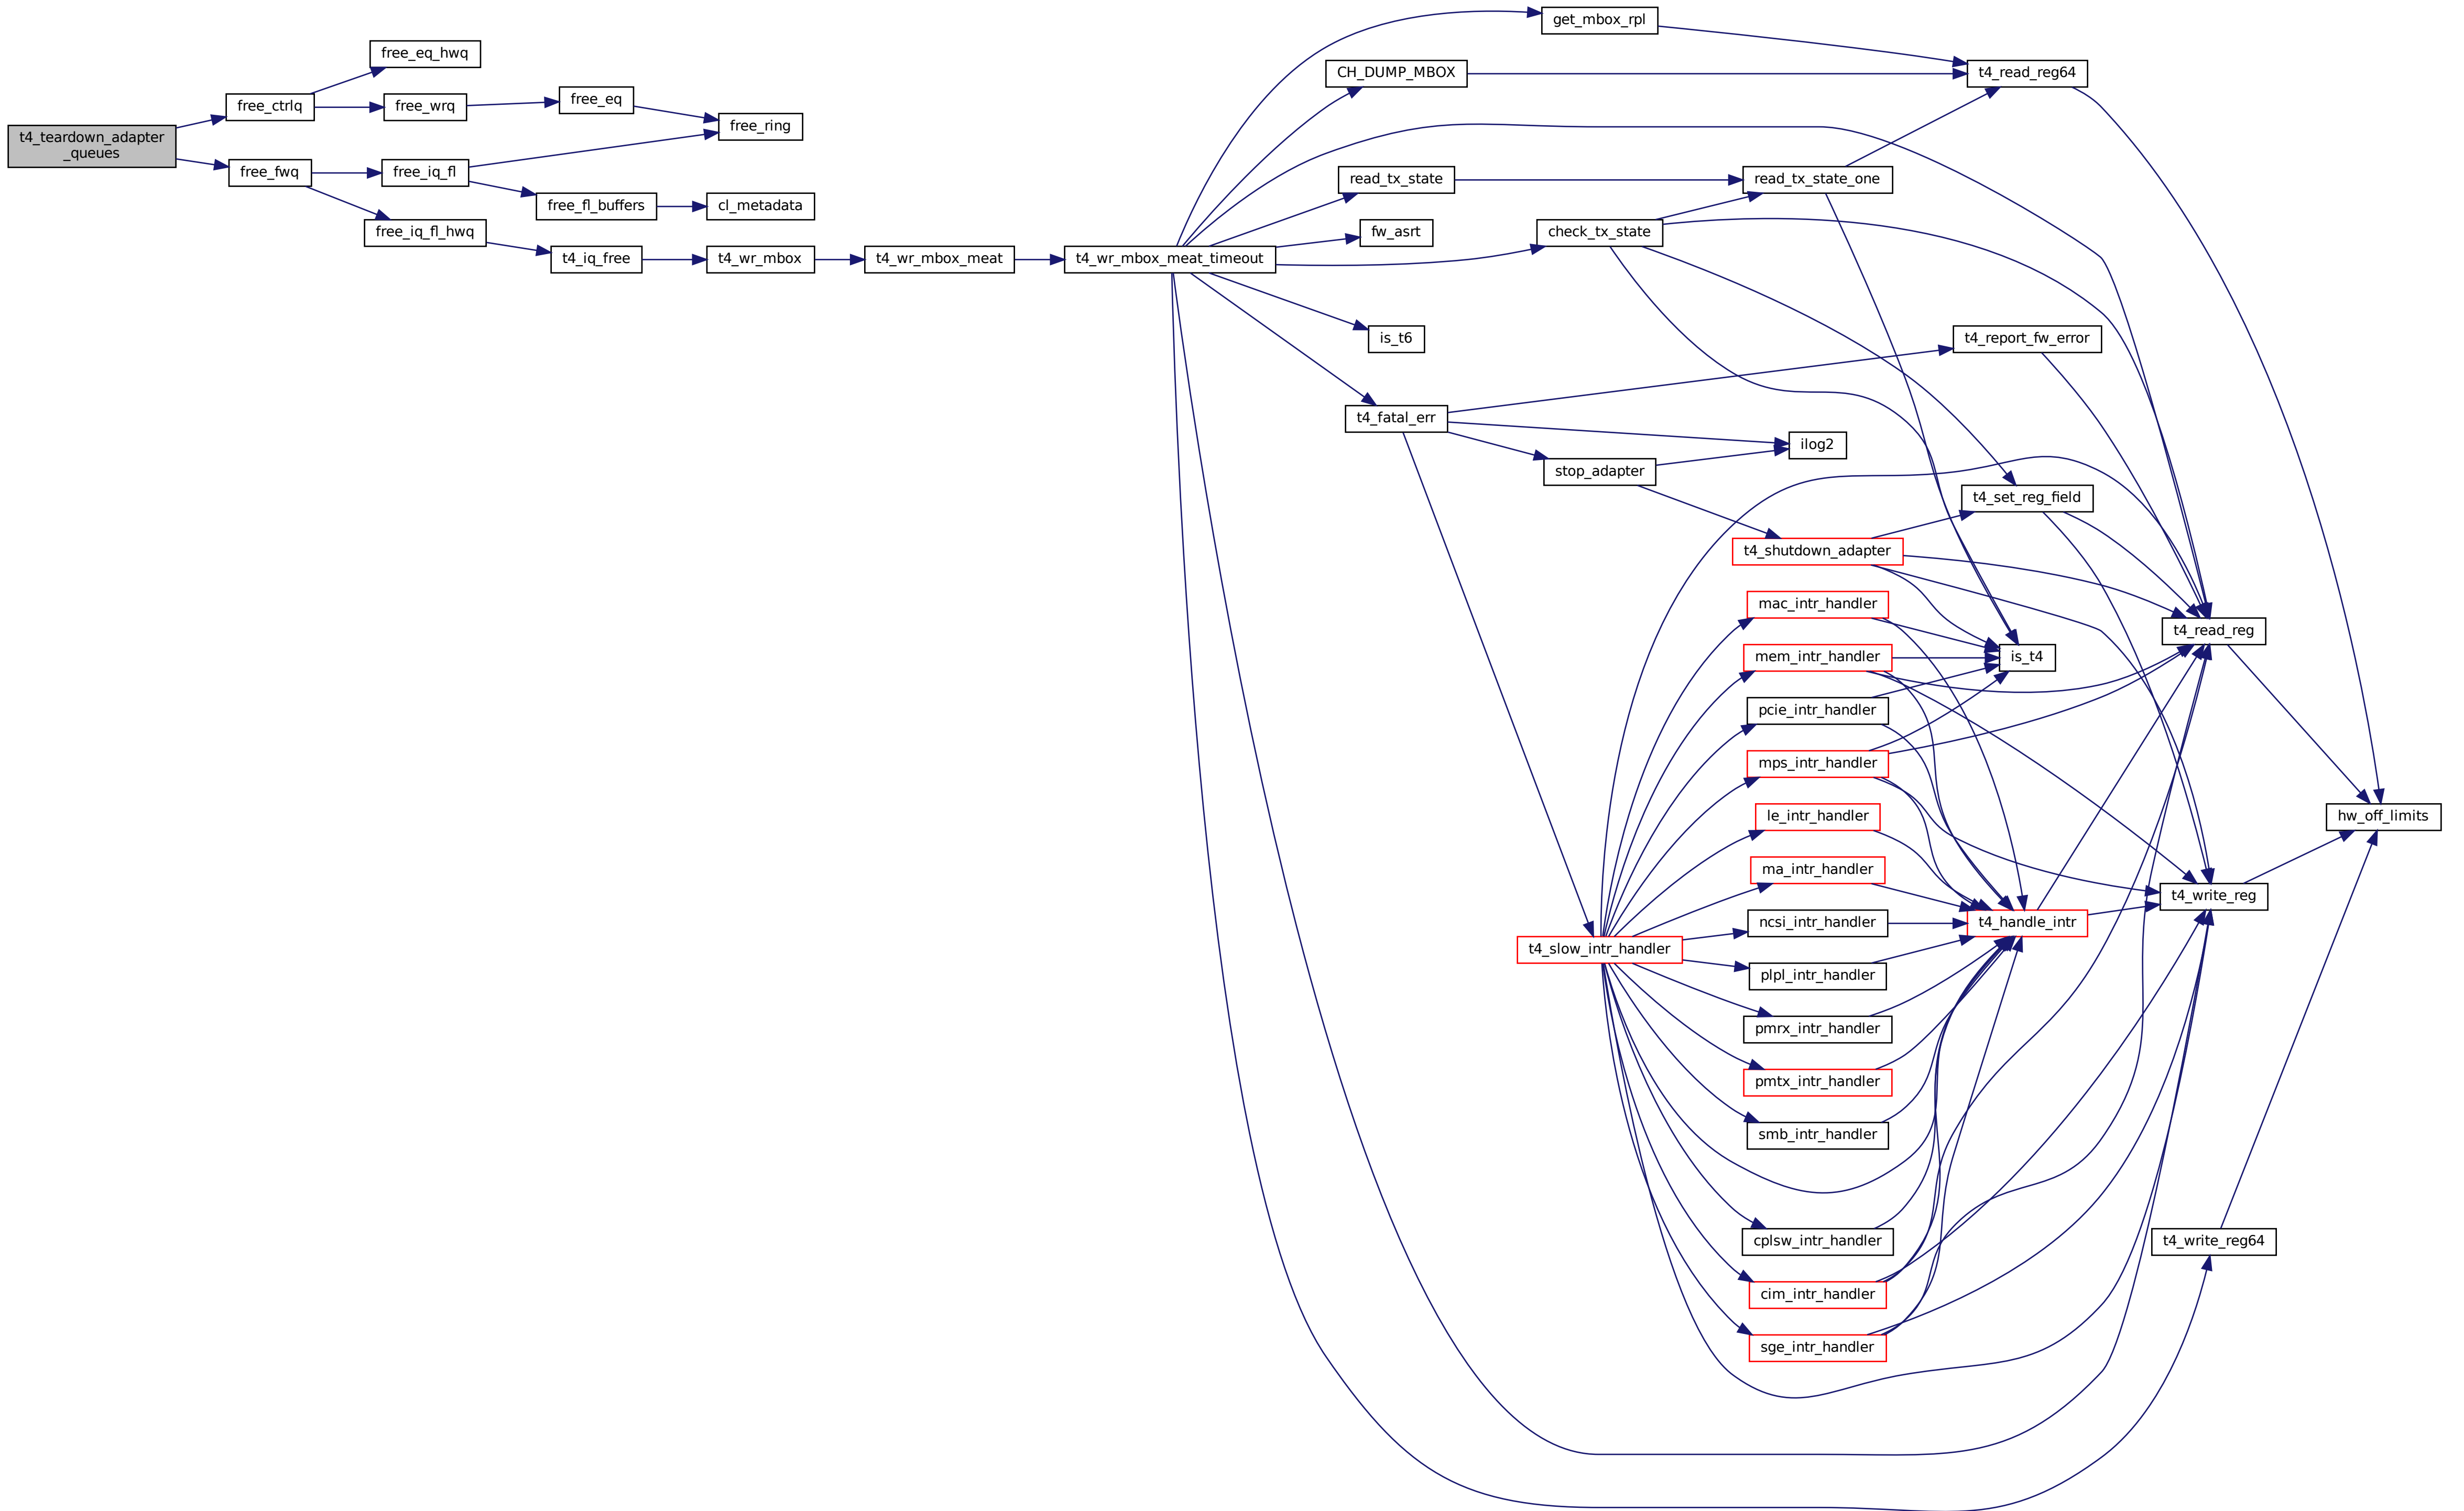 t4_teardown_adapter
_queues
free_ctrlq
free_fwq
free_eq_hwq
free_wrq
free_iq_fl
free_iq_fl_hwq
free_eq
free_fl_buffers
t4_iq_free
free_ring
cl_metadata
t4_wr_mbox
t4_wr_mbox_meat
t4_wr_mbox_meat_timeout
CH_DUMP_MBOX
read_tx_state
fw_asrt
is_t6
t4_fatal_err
get_mbox_rpl
check_tx_state
stop_adapter
t4_slow_intr_handler
read_tx_state_one
ilog2
t4_shutdown_adapter
mac_intr_handler
mem_intr_handler
pcie_intr_handler
mps_intr_handler
le_intr_handler
ma_intr_handler
ncsi_intr_handler
plpl_intr_handler
pmrx_intr_handler
pmtx_intr_handler
smb_intr_handler
cplsw_intr_handler
cim_intr_handler
sge_intr_handler
t4_read_reg64
t4_report_fw_error
t4_set_reg_field
is_t4
t4_handle_intr
t4_read_reg
t4_write_reg
t4_write_reg64
hw_off_limits